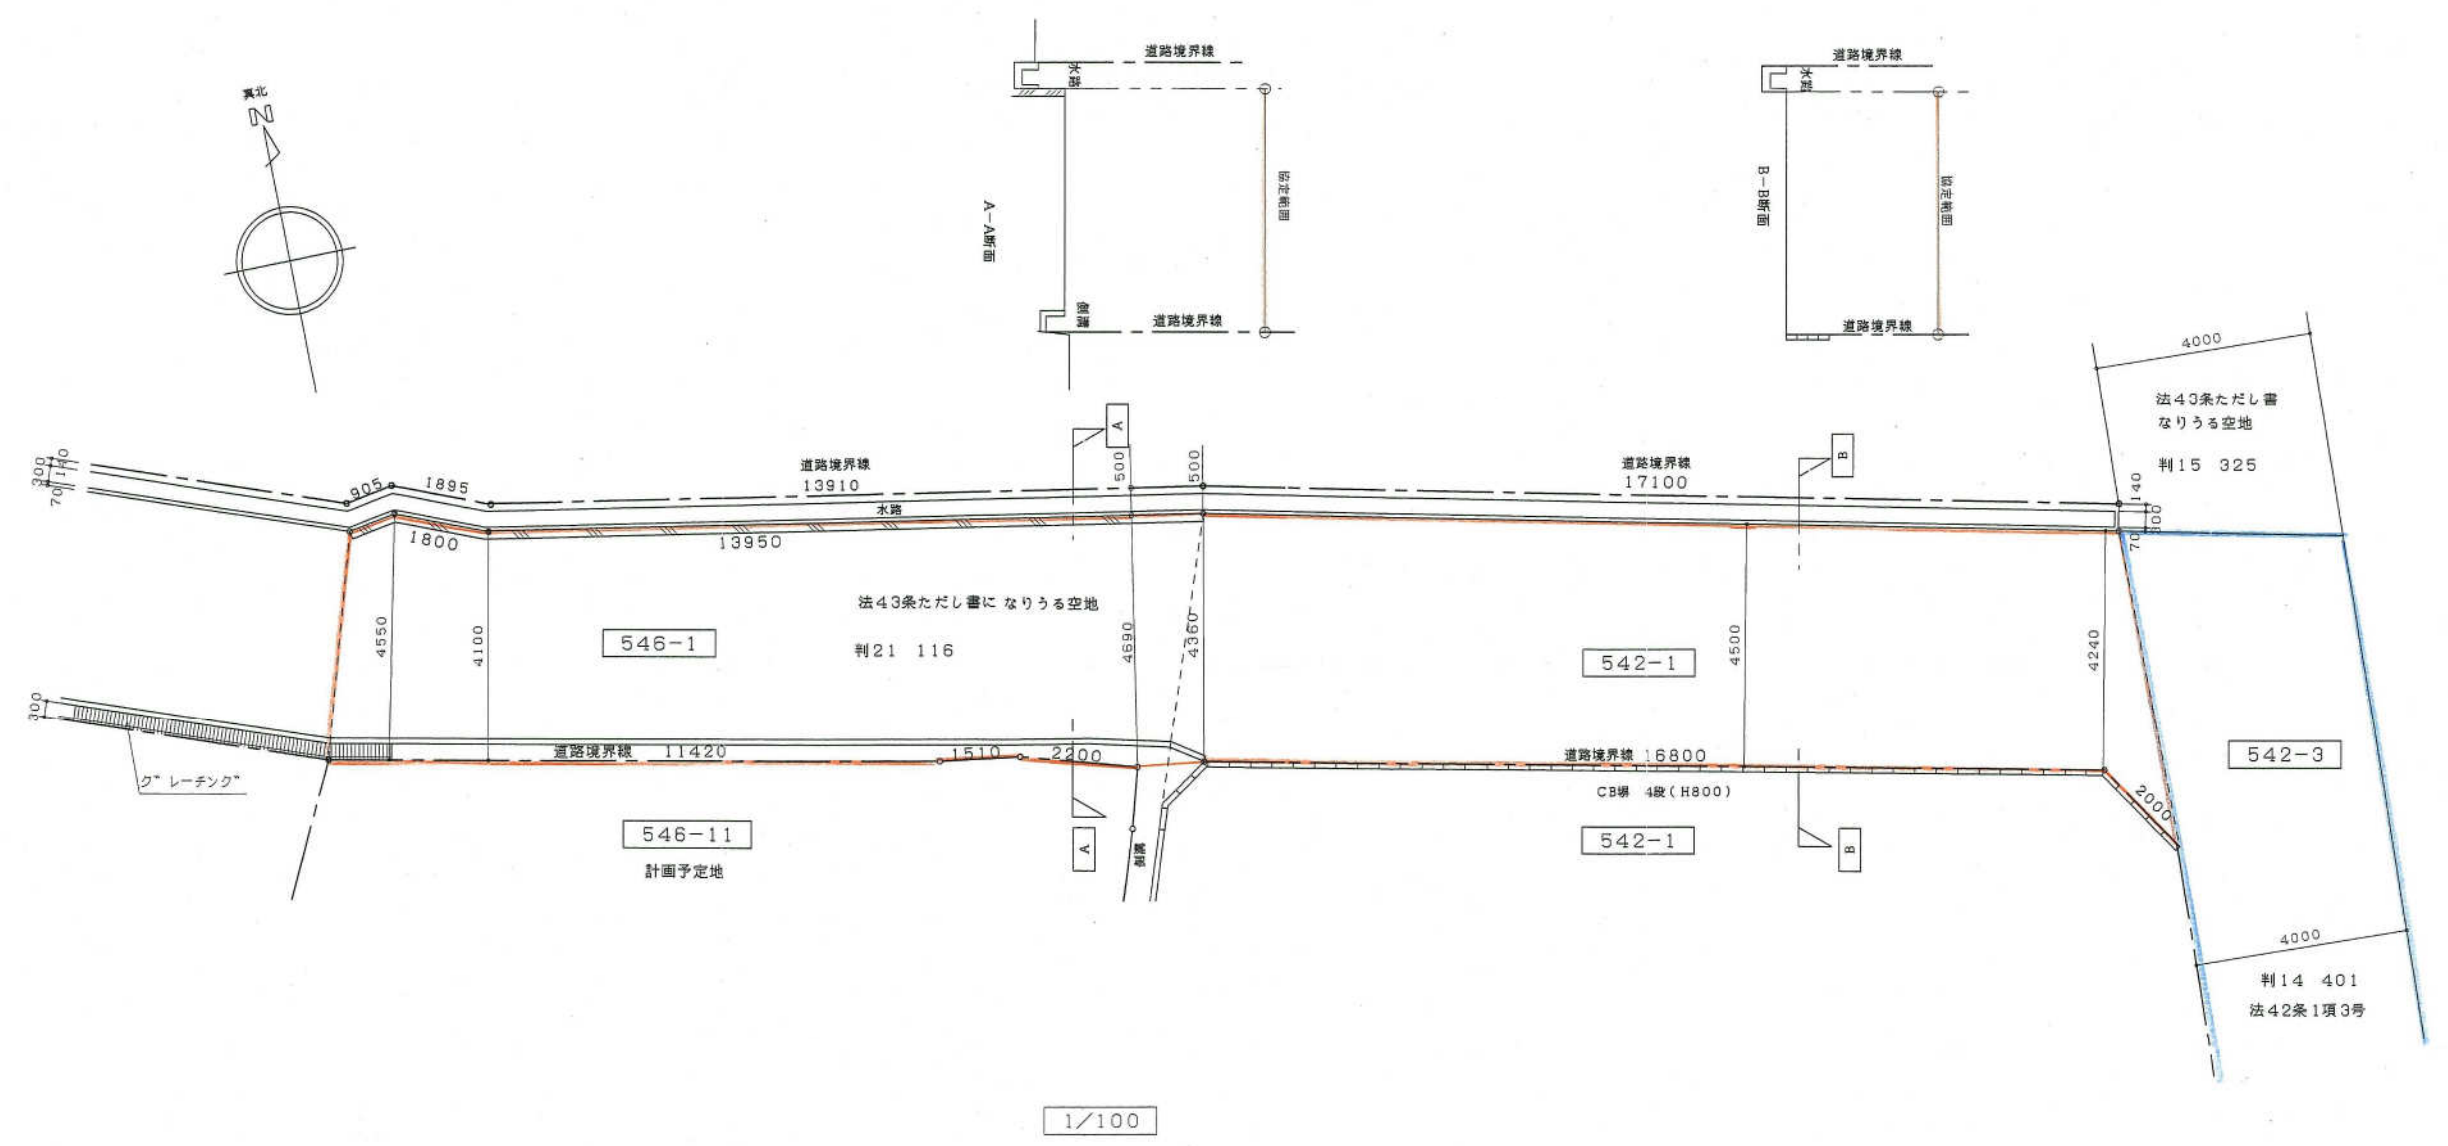 真北
N
道路境界線
水路
A-A断面
協定範囲
側溝
道路境界線
道路境界線
水路
B-B断面
協定範囲
道路境界線
4000
法43条ただし書
なりうる空地
判15 325
300
70
905
1895
道路境界線
13910
A
500
500
道路境界線
17100
B
140
300
70
水路
1800
13950
法43条ただし書に なりうる空地
判21 116
4550
4100
546-1
4690
4360
542-1
4500
4240
300
グレーチング
道路境界線 11420
1510
2200
道路境界線 16800
CB塀 4段(H800)
2000
542-3
546-11
計画予定地
A
側溝
542-1
B
4000
判14 401
法42条1項3号
1/100